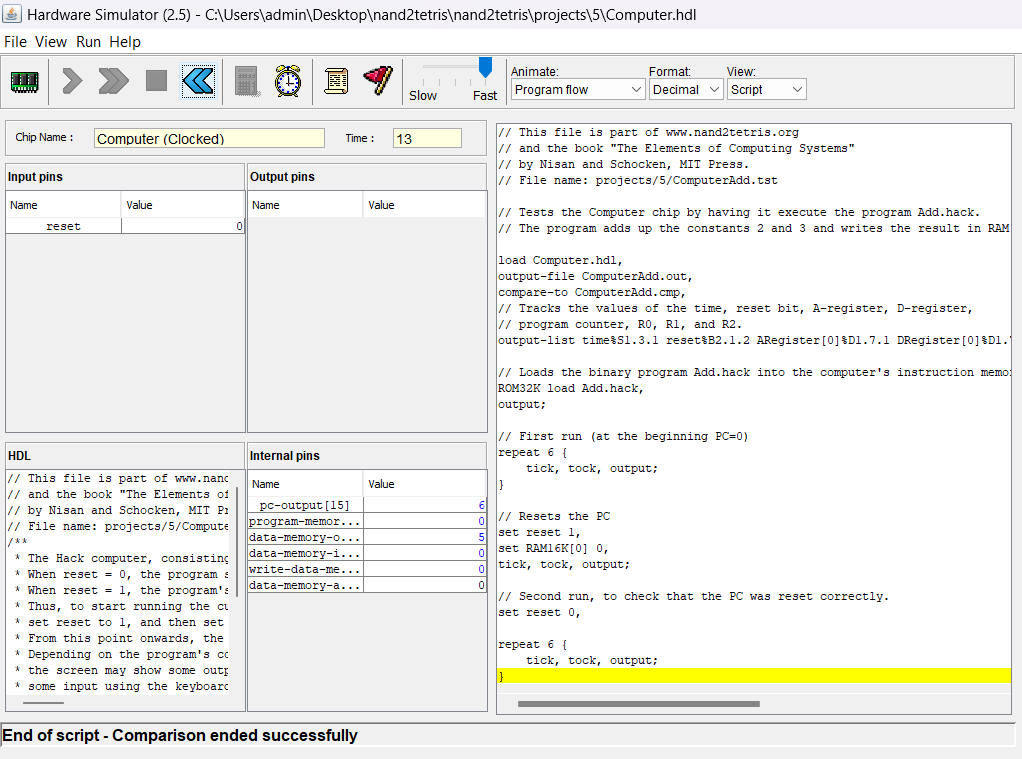 Hardware Simulator (2.5) - C:\Users\admin\Desktop\nand2tetris\nand2tetris\projects\5\Computer.hdl
File View Run Help
Slow Fast
Animate: Format: View:
Program flow Decimal Script
Chip Name : Computer (Clocked) Time : 13
Input pins
Name Value
reset 0
Output pins
Name Value
HDL
// This file is part of www.nand
// and the book "The Elements of
// by Nisan and Schocken, MIT Pr
// File name: projects/5/Compute
/**
* The Hack computer, consisting
* When reset = 0, the program s
* When reset = 1, the program's
* Thus, to start running the cu
* set reset to 1, and then set
* From this point onwards, the
* Depending on the program's co
* the screen may show some outp
* some input using the keyboard
Internal pins
Name Value
pc-output[15] 6
program-memor... 0
data-memory-o... 5
data-memory-i... 0
write-data-me... 0
data-memory-a... 0
// This file is part of www.nand2tetris.org
// and the book "The Elements of Computing Systems"
// by Nisan and Schocken, MIT Press.
// File name: projects/5/ComputerAdd.tst
// Tests the Computer chip by having it execute the program Add.hack.
// The program adds up the constants 2 and 3 and writes the result in RAM
load Computer.hdl,
output-file ComputerAdd.out,
compare-to ComputerAdd.cmp,
// Tracks the values of the time, reset bit, A-register, D-register,
// program counter, R0, R1, and R2.
output-list time%S1.3.1 reset%B2.1.2 ARegister[0]%D1.7.1 DRegister[0]%D1.
// Loads the binary program Add.hack into the computer's instruction memo
ROM32K load Add.hack,
output;
// First run (at the beginning PC=0)
repeat 6 {
tick, tock, output;
}
// Resets the PC
set reset 1,
set RAM16K[0] 0,
tick, tock, output;
// Second run, to check that the PC was reset correctly.
set reset 0,
repeat 6 {
tick, tock, output;
}
End of script - Comparison ended successfully